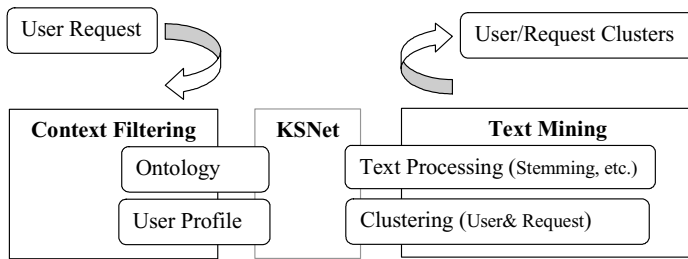 User Request
User/Request Clusters
Context Filtering
KSNet
Text Mining
Ontology
Text Processing (Stemming, etc.)
User Profile
Clustering (User& Request)